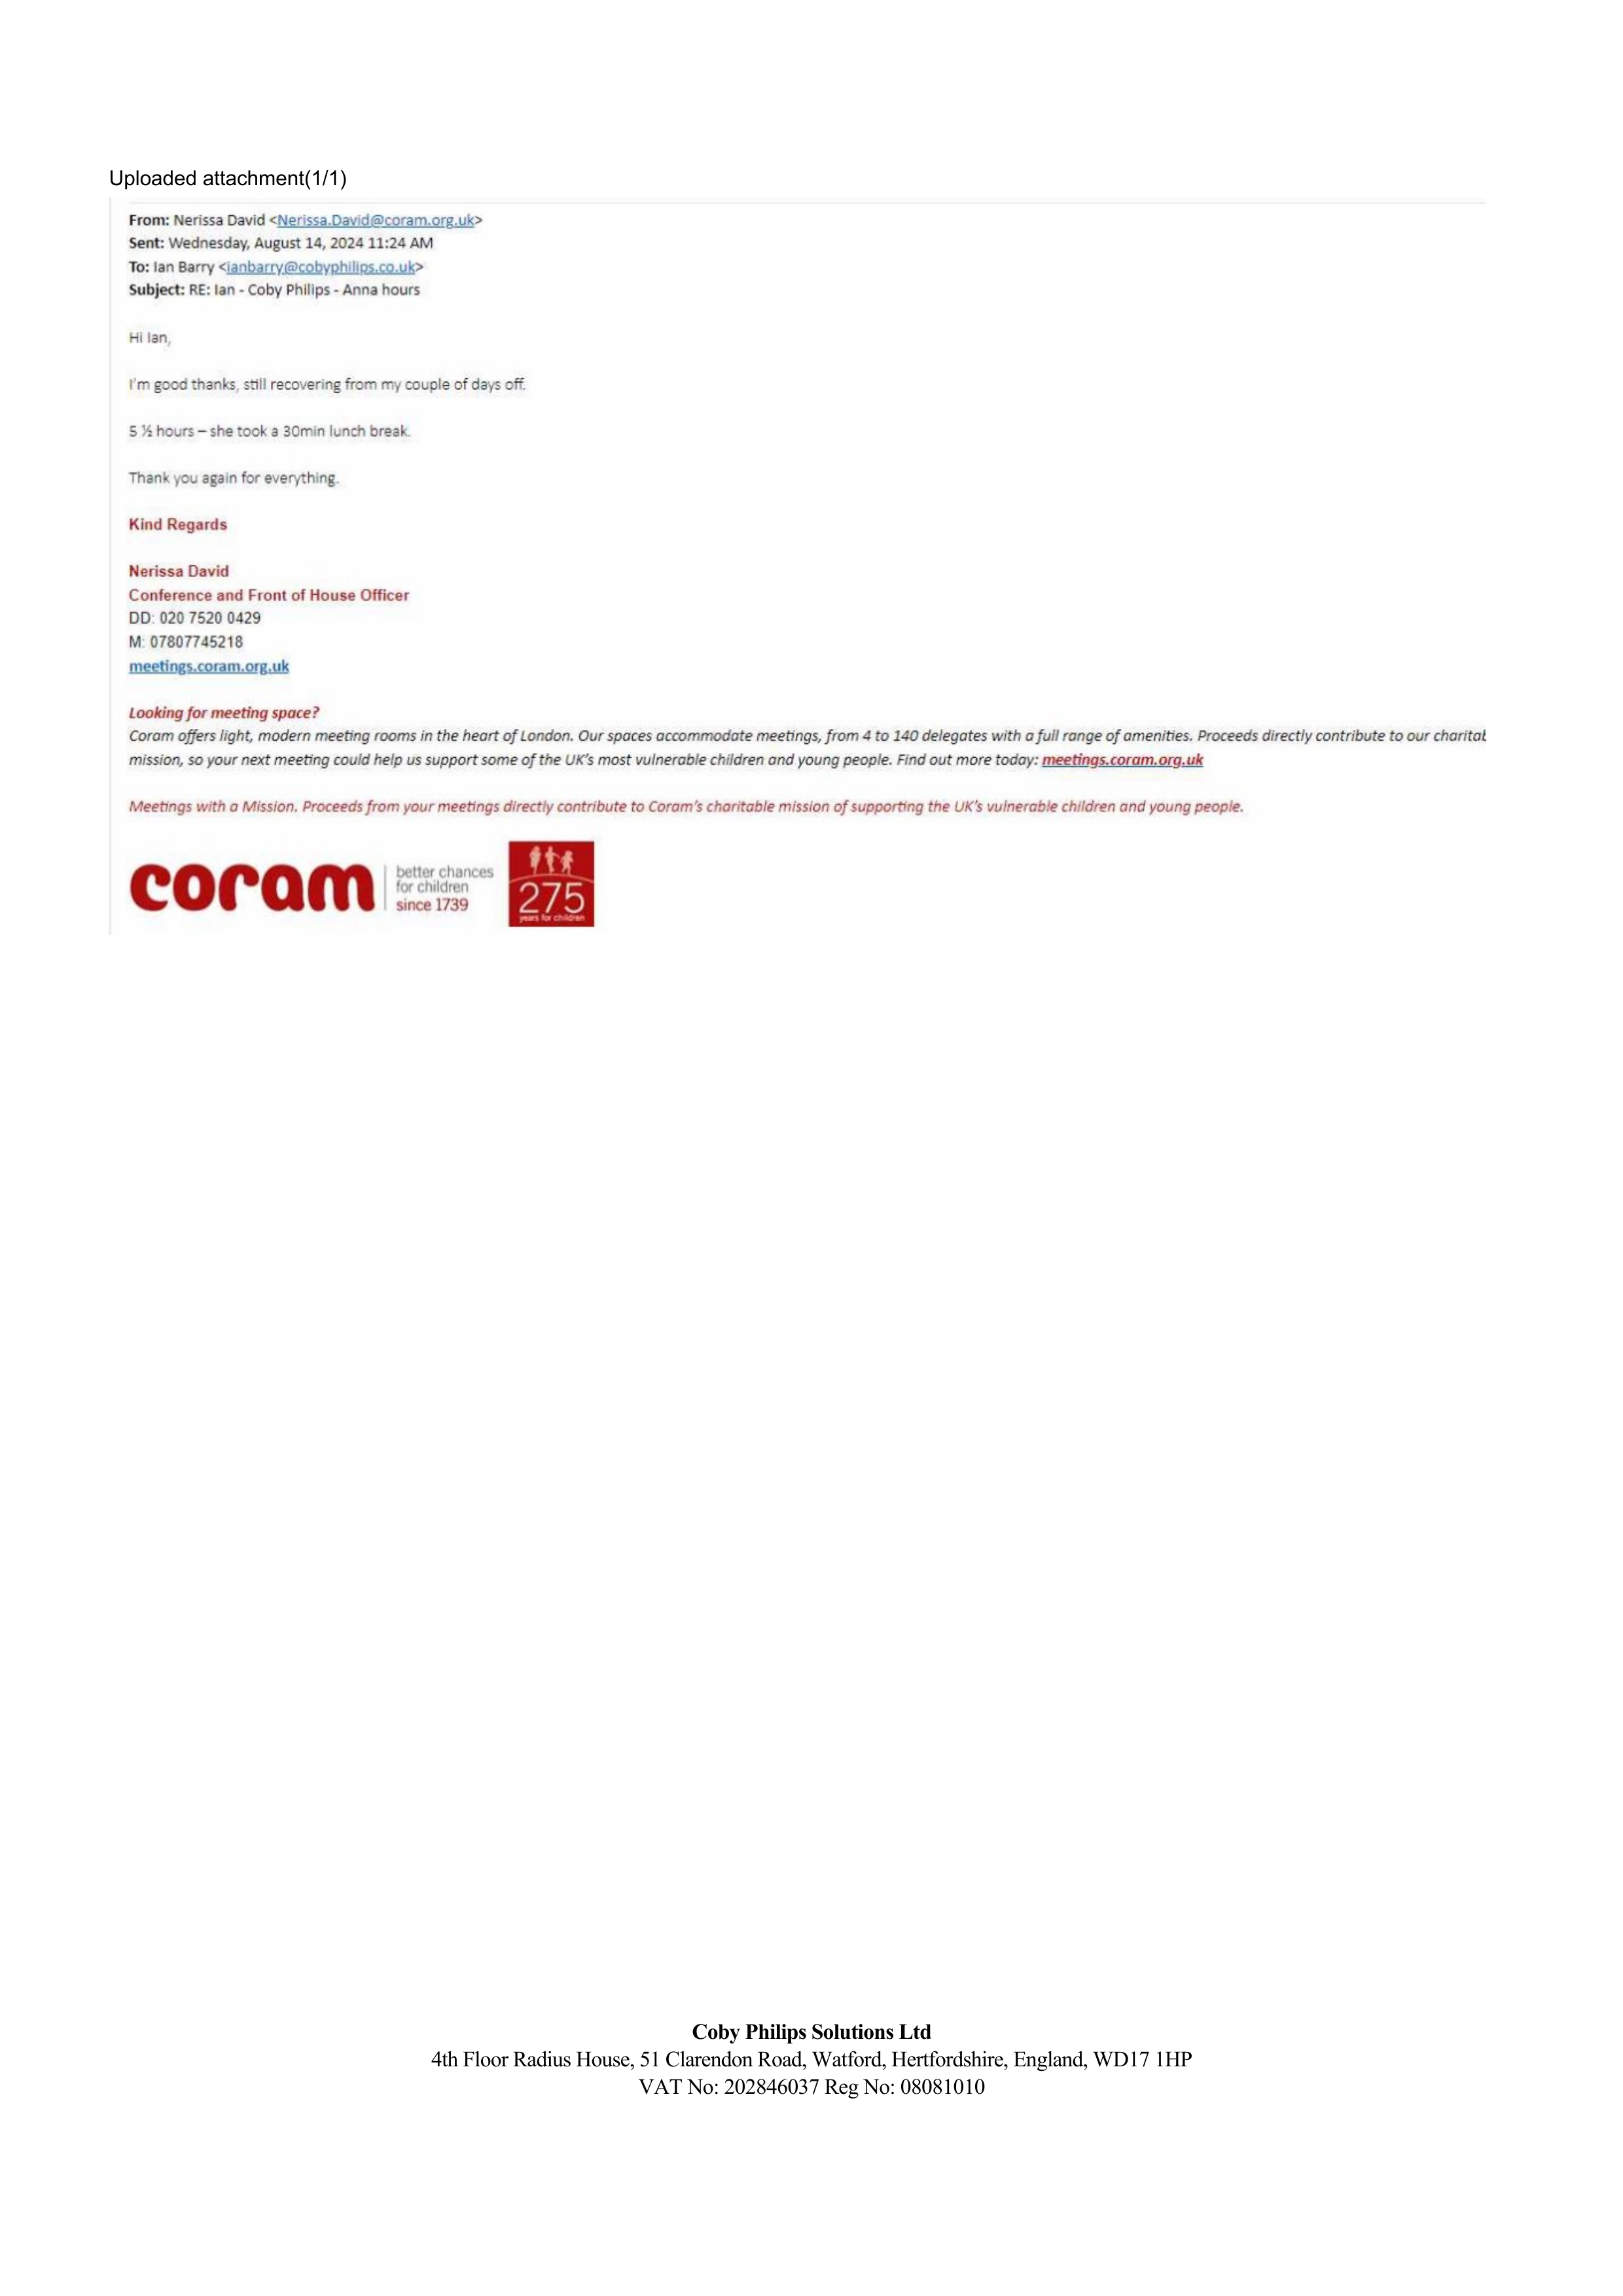 Uploaded attachment(1/1)
From: Nerissa David <Nerissa.David@coram.org.uk>
Sent: Wednesday, August 14, 2024 11:24 AM
To: Ian Barry <ianbarry@cobyphilips.co.uk>
Subject: RE: Ian - Coby Philips - Anna hours
Hi Ian,
I'm good thanks, still recovering from my couple of days off.
5 ½ hours – she took a 30min lunch break.
Thank you again for everything.
Kind Regards
Nerissa David
Conference and Front of House Officer
DD: 020 7520 0429
M: 07807745218
meetings.coram.org.uk
Looking for meeting space?
Coram offers light, modern meeting rooms in the heart of London. Our spaces accommodate meetings, from 4 to 140 delegates with a full range of amenities. Proceeds directly contribute to our charitab
mission, so your next meeting could help us support some of the UK's most vulnerable children and young people. Find out more today: meetings.coram.org.uk
Meetings with a Mission. Proceeds from your meetings directly contribute to Coram's charitable mission of supporting the UK's vulnerable children and young people.
coram
better chances
for children
since 1739
275
years for children
Coby Philips Solutions Ltd
4th Floor Radius House, 51 Clarendon Road, Watford, Hertfordshire, England, WD17 1HP
VAT No: 202846037 Reg No: 08081010